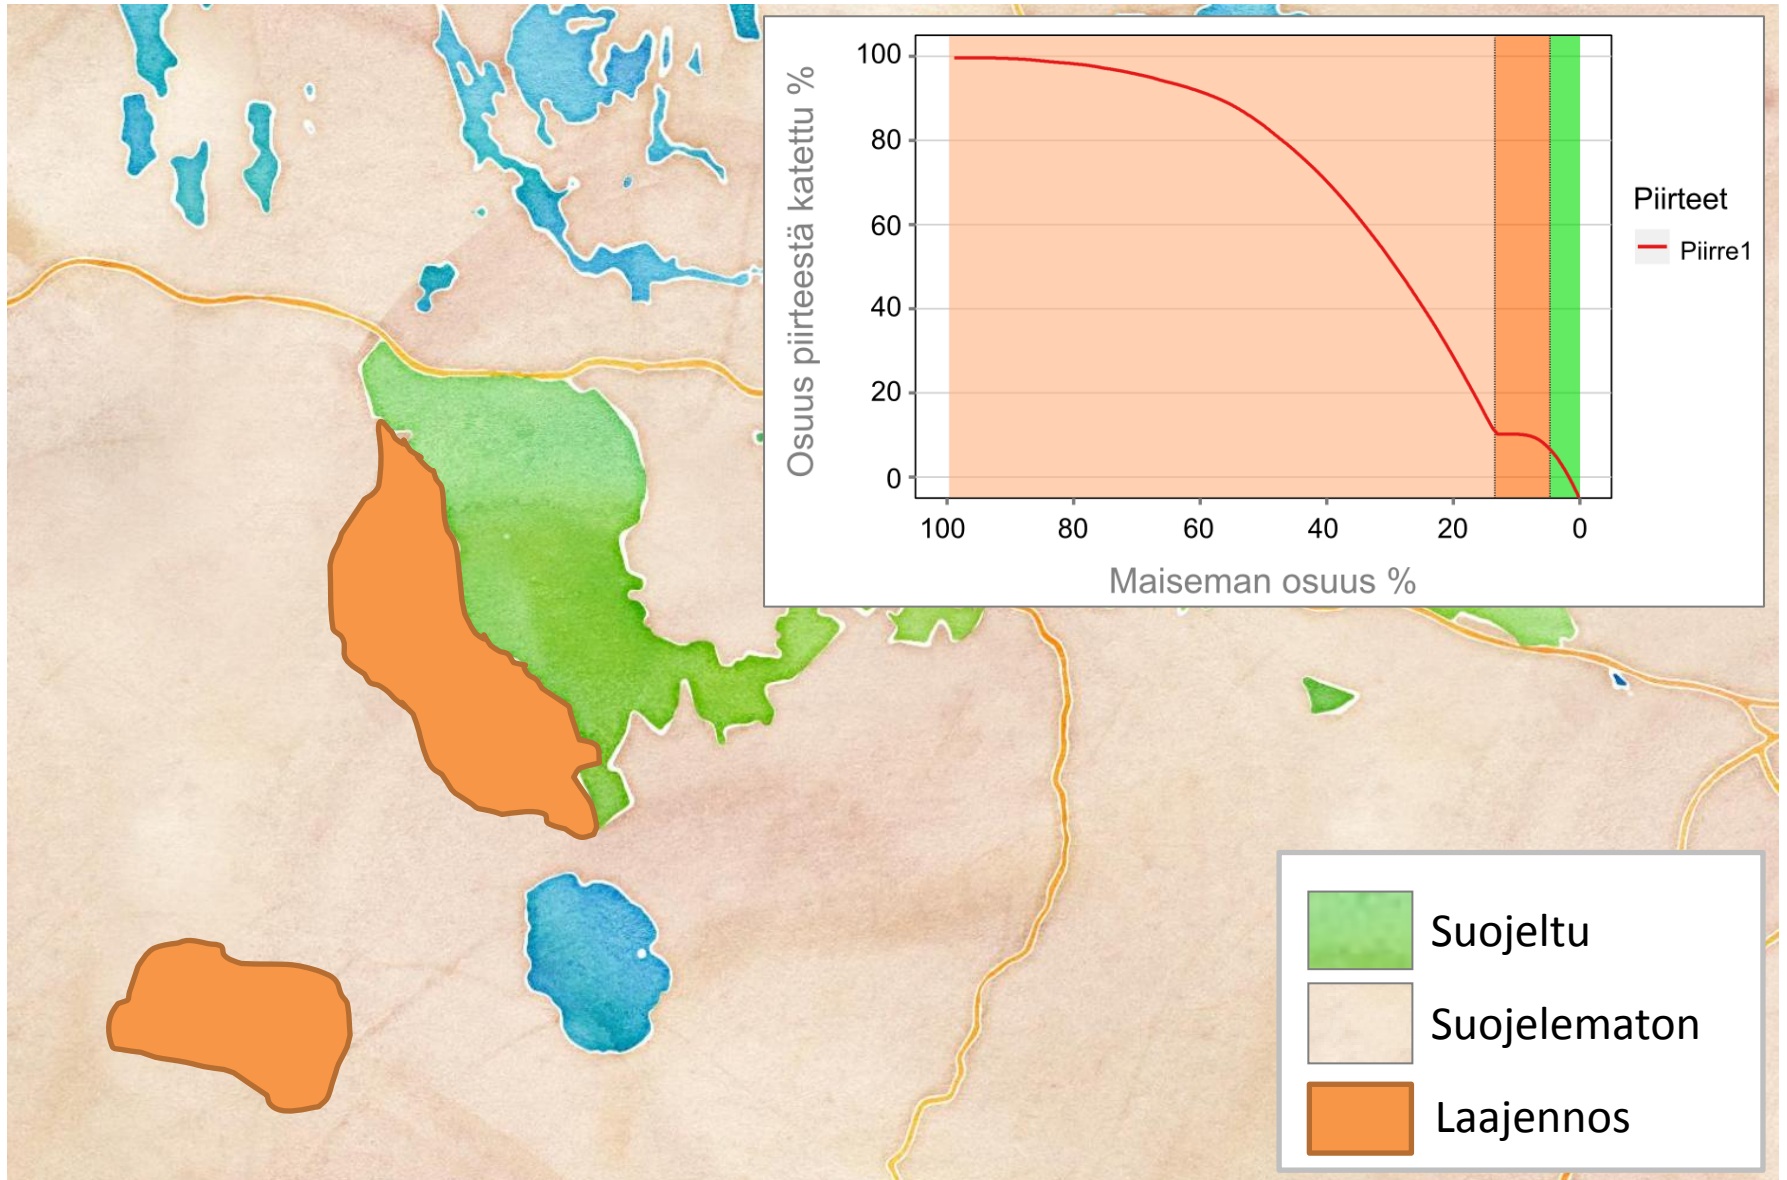 Osuus piirteestä katettu %
100
80
60
40
20
0
100 80 60 40 20 0
Maiseman osuus %
Piirteet
Piirre1
Suojeltu
Suojelematon
Laajennos